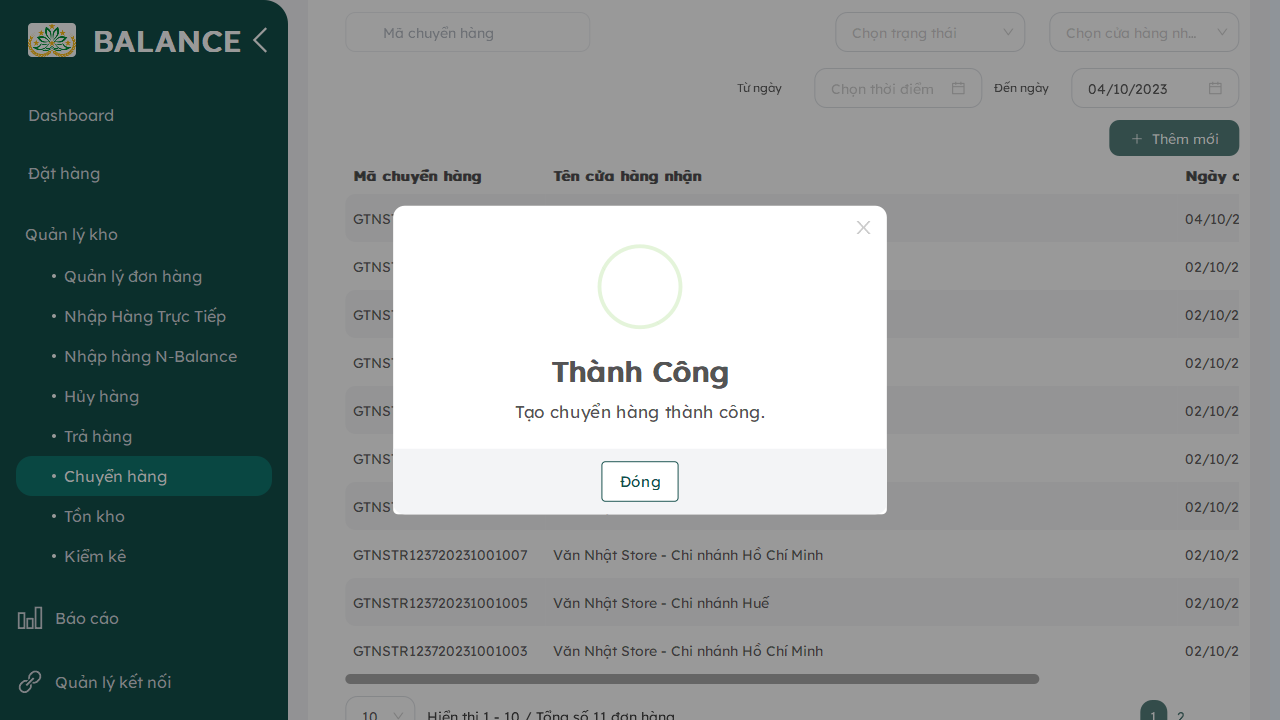 BALANCE
Dashboard
Đặt hàng
Quản lý kho
Quản lý đơn hàng
Nhập Hàng Trực Tiếp
Nhập hàng N-Balance
Hủy hàng
Trả hàng
Chuyển hàng
Tồn kho
Kiểm kê
Báo cáo
Quản lý kết nối
Mã chuyển hàng
Chọn trạng thái
Chọn cửa hàng nh...
Từ ngày
Chọn thời điểm
Đến ngày
04/10/2023
Thêm mới
Mã chuyển hàng Tên cửa hàng nhận Ngày c
GTNST 04/10/2
GTNST 02/10/2
GTNST 02/10/2
GTNST 02/10/2
GTNST 02/10/2
GTNST 02/10/2
GTNST 02/10/2
GTNSTR123720231001007 Văn Nhật Store - Chi nhánh Hồ Chí Minh 02/10/2
GTNSTR123720231001005 Văn Nhật Store - Chi nhánh Huế 02/10/2
GTNSTR123720231001003 Văn Nhật Store - Chi nhánh Hồ Chí Minh 02/10/2
Thành Công
Tạo chuyển hàng thành công.
Đóng
10 Hiển thị 1 - 10 / Tổng số 11 đơn hàng 1 2